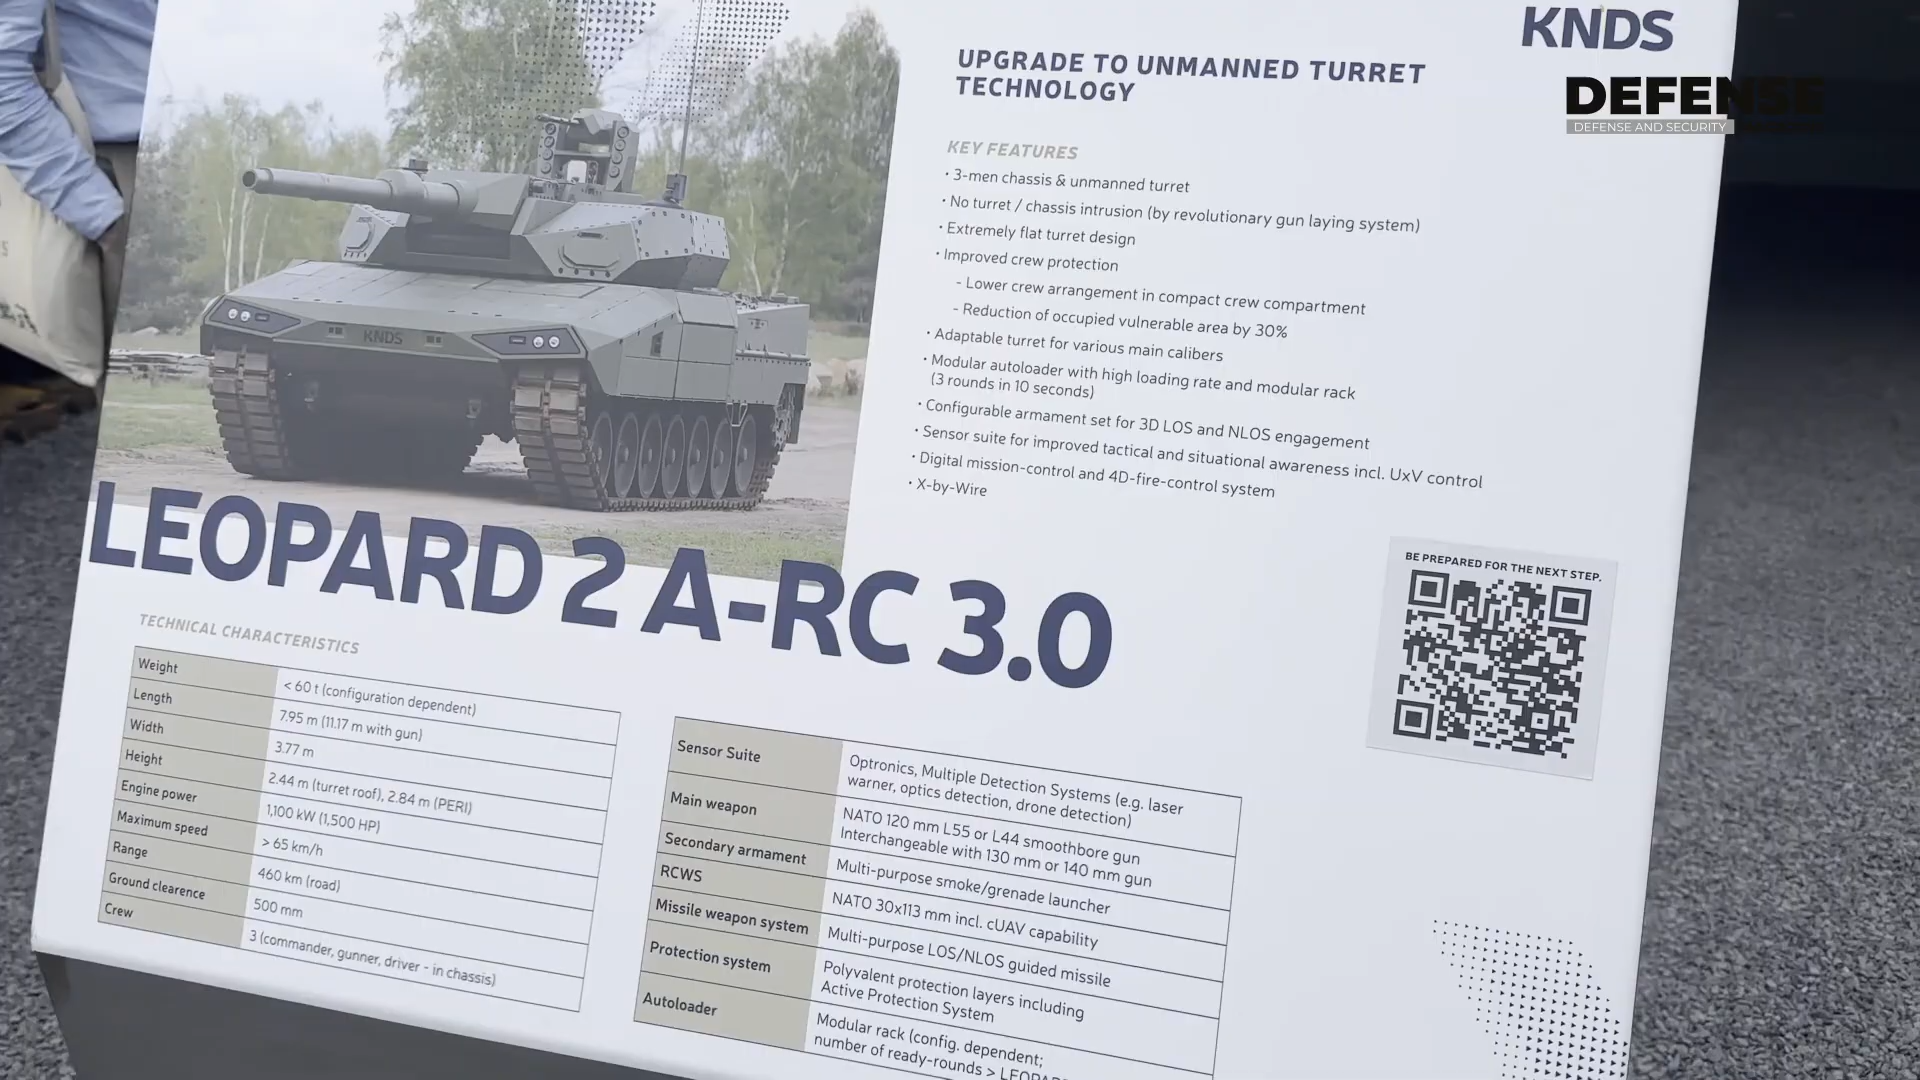 KNDS
DEFENSE
DEFENSE AND SECURITY
UPGRADE TO UNMANNED TURRET
TECHNOLOGY
KEY FEATURES
• 3-men chassis & unmanned turret
• No turret / chassis intrusion (by revolutionary gun laying system)
• Extremely flat turret design
• Improved crew protection
- Lower crew arrangement in compact crew compartment
- Reduction of occupied vulnerable area by 30%
• Adaptable turret for various main calibers
• Modular autoloader with high loading rate and modular rack
(3 rounds in 10 seconds)
• Configurable armament set for 3D LOS and NLOS engagement
• Sensor suite for improved tactical and situational awareness incl. UxV control
• Digital mission-control and 4D-fire-control system
• X-by-Wire
KNDS
LEOPARD 2 A-RC 3.0
BE PREPARED FOR THE NEXT STEP.
TECHNICAL CHARACTERISTICS
Weight < 60 t (configuration dependent)
Length 7.95 m (11.17 m with gun)
Width 3.77 m
Height 2.44 m (turret roof), 2.84 m (PERI)
Engine power 1,100 kW (1,500 HP)
Maximum speed > 65 km/h
Range 460 km (road)
Ground clearence 500 mm
Crew 3 (commander, gunner, driver - in chassis)
Sensor Suite Optronics, Multiple Detection Systems (e.g. laser
warner, optics detection, drone detection)
Main weapon NATO 120 mm L55 or L44 smoothbore gun
Interchangeable with 130 mm or 140 mm gun
Secondary armament Multi-purpose smoke/grenade launcher
RCWS NATO 30x113 mm incl. cUAV capability
Missile weapon system Multi-purpose LOS/NLOS guided missile
Protection system Polyvalent protection layers including
Active Protection System
Autoloader Modular rack (config. dependent;
number of ready-rounds >